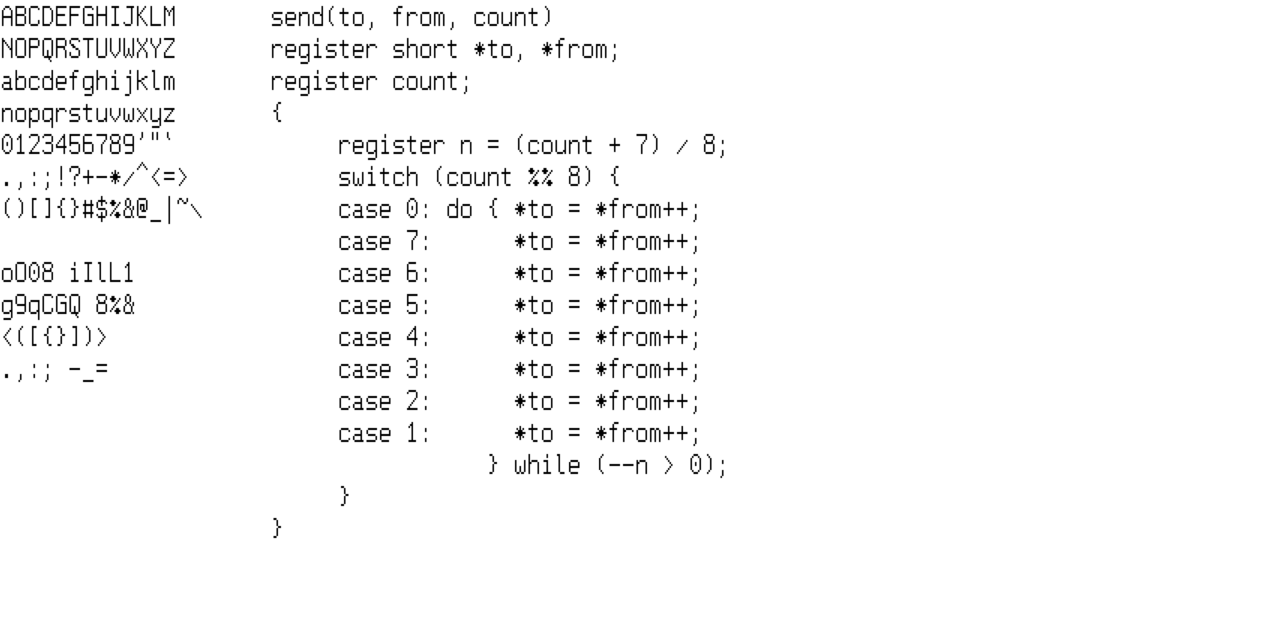 ABCDEFGHIJKLM
NOPQRSTUVWXYZ
abcdefghijklm
nopqrstuvwxyz
0123456789'"‘
.,:;!?+-*/^<=>
()[]{}#$%&@_|~\
oO08 iIlL1
g9qCGQ 8%&
<([{}])>
.,:; -_=
send(to, from, count)
register short *to, *from;
register count;
{
     register n = (count + 7) / 8;
     switch (count %% 8) {
     case 0: do { *to = *from++;
     case 7:      *to = *from++;
     case 6:      *to = *from++;
     case 5:      *to = *from++;
     case 4:      *to = *from++;
     case 3:      *to = *from++;
     case 2:      *to = *from++;
     case 1:      *to = *from++;
                } while (--n > 0);
     }
}